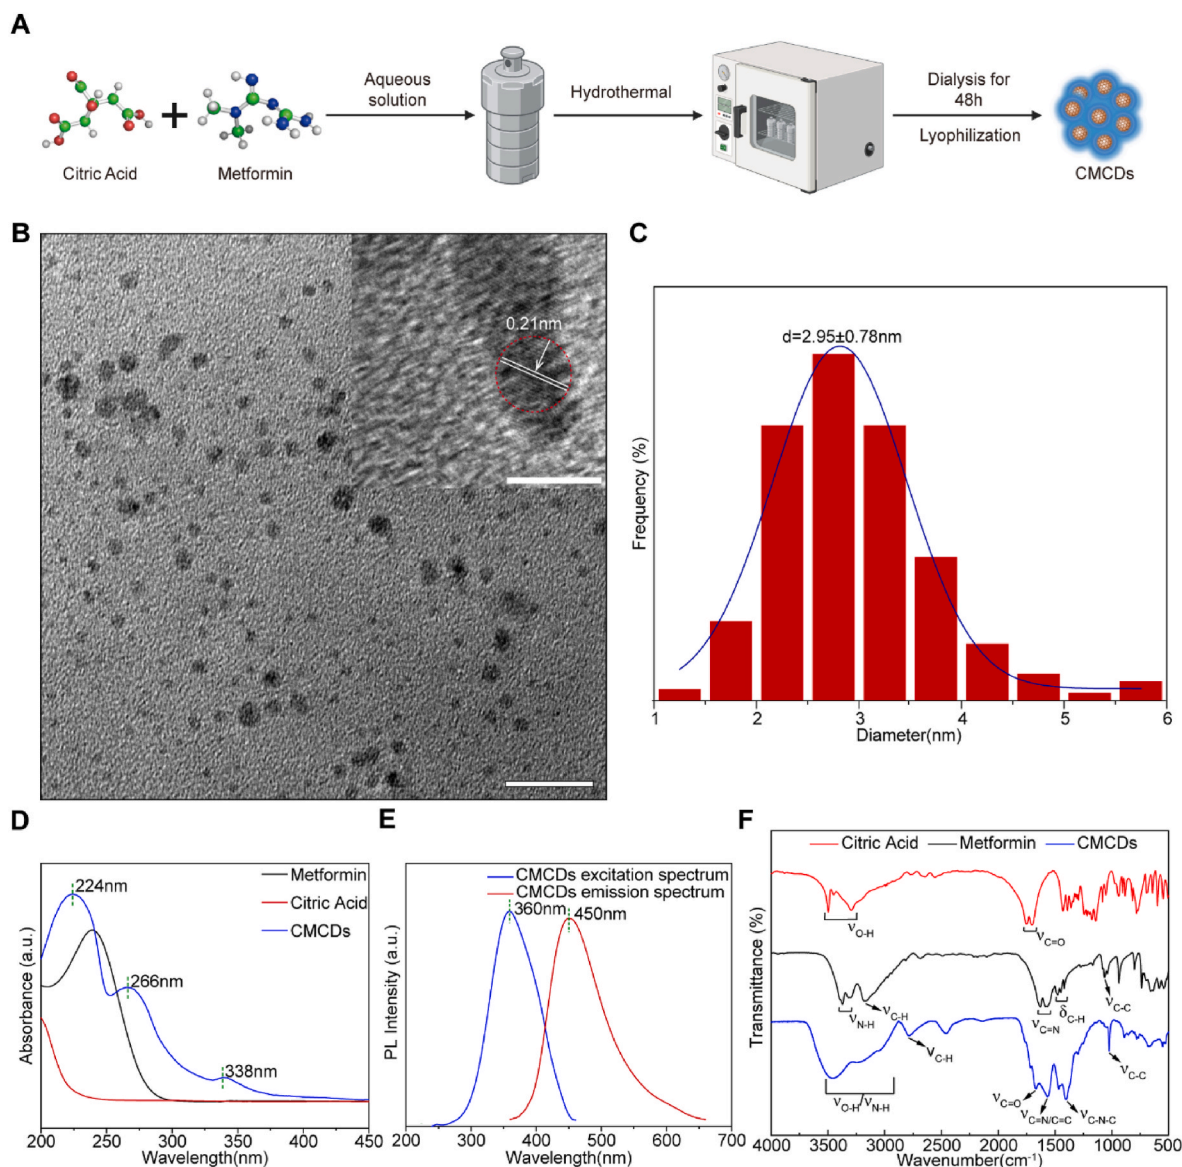 A
Aqueous
solution
Hydrothermal
Dialysis for
48h
Lyophilization
Citric Acid
Metformin
CMCDs
B
0.21nm
C
d=2.95±0.78nm
Frequency (%)
1 2 3 4 5 6
Diameter(nm)
D
224nm
266nm
338nm
Metformin
Citric Acid
CMCDs
Absorbance (a.u.)
200 250 300 350 400 450
Wavelength(nm)
E
CMCDs excitation spectrum
CMCDs emission spectrum
360nm
450nm
PL Intensity (a.u.)
200 300 400 500 600 700
Wavelength(nm)
F
Citric Acid Metformin CMCDs
νO-H
νC=O
νN-H
νC-H
νC=N
δC-H
νC-C
νC-H
νO-H/νN-H
νC=O
νC=N/C=C
νC-N-C
νC-C
Transmittance (%)
4000 3500 3000 2500 2000 1500 1000 500
Wavenumber(cm⁻¹)